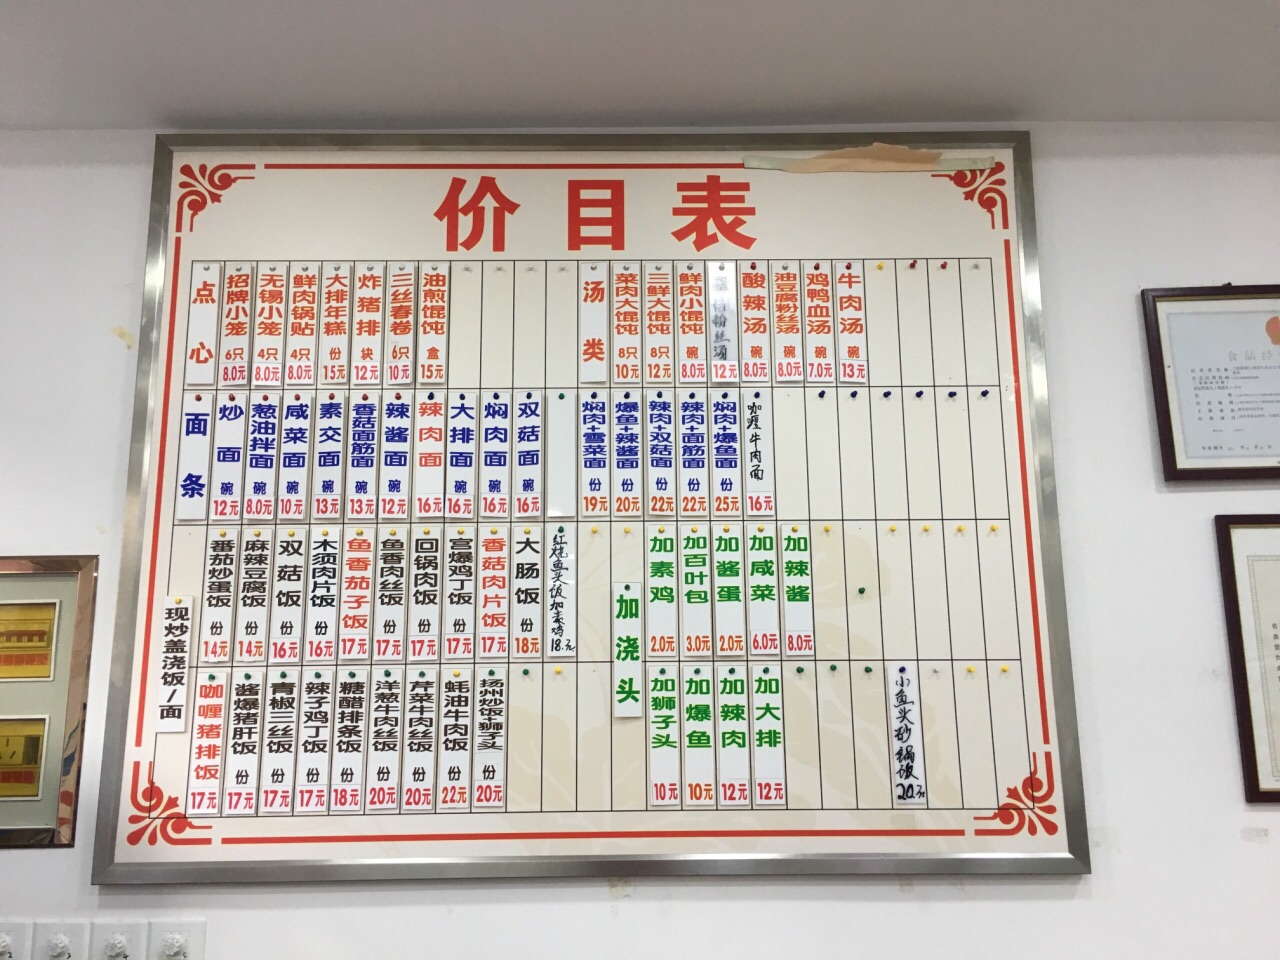 价目表
点心
招牌小笼 6只 8.0元
无锡小笼 4只 8.0元
鲜肉锅贴 4只 8.0元
大排年糕 份 15元
炸猪排 块 12元
三丝春卷 6只 10元
油煎馄饨 盒 15元
汤类
菜肉大馄饨 8只 10元
三鲜大馄饨 8只 12元
鲜肉小馄饨 碗 8.0元
粉丝汤 12元
酸辣汤 碗 8.0元
油豆腐粉丝汤 碗 8.0元
鸡鸭血汤 碗 7.0元
牛肉汤 碗 13元
面条
炒面 碗 12元
葱油拌面 碗 8.0元
咸菜面 碗 10元
素交面 碗 13元
香菇面筋面 碗 13元
辣酱面 碗 12元
辣肉面 碗 16元
大排面 碗 16元
焖肉面 碗 16元
双菇面 碗 16元
焖肉+雪菜面 份 19元
爆鱼+辣酱面 份 20元
辣肉+双菇面 份 22元
辣肉+面筋面 份 22元
焖肉+爆鱼面 份 25元
咖喱牛肉面 16元
现炒盖浇饭/面
番茄炒蛋饭 份 14元
麻辣豆腐饭 份 14元
双菇饭 份 16元
木须肉片饭 份 16元
鱼香茄子饭 份 17元
鱼香肉丝饭 份 17元
回锅肉饭 份 17元
宫爆鸡丁饭 份 17元
香菇肉片饭 份 17元
大肠饭 份 18元
红烧鱼头饭加素鸡 18元
加浇头
加素鸡 2.0元
加百叶包 3.0元
加酱蛋 2.0元
加咸菜 6.0元
加辣酱 8.0元
咖喱猪排饭 17元
酱爆猪肝饭 份 17元
青椒三丝饭 份 17元
辣子鸡丁饭 份 17元
糖醋排条饭 份 18元
洋葱牛肉丝饭 份 20元
芹菜牛肉丝饭 份 20元
蚝油牛肉饭 份 22元
扬州炒饭+狮子头 份 20元
加狮子头 10元
加爆鱼 10元
加辣肉 12元
加大排 12元
小鱼头砂锅饭 20元